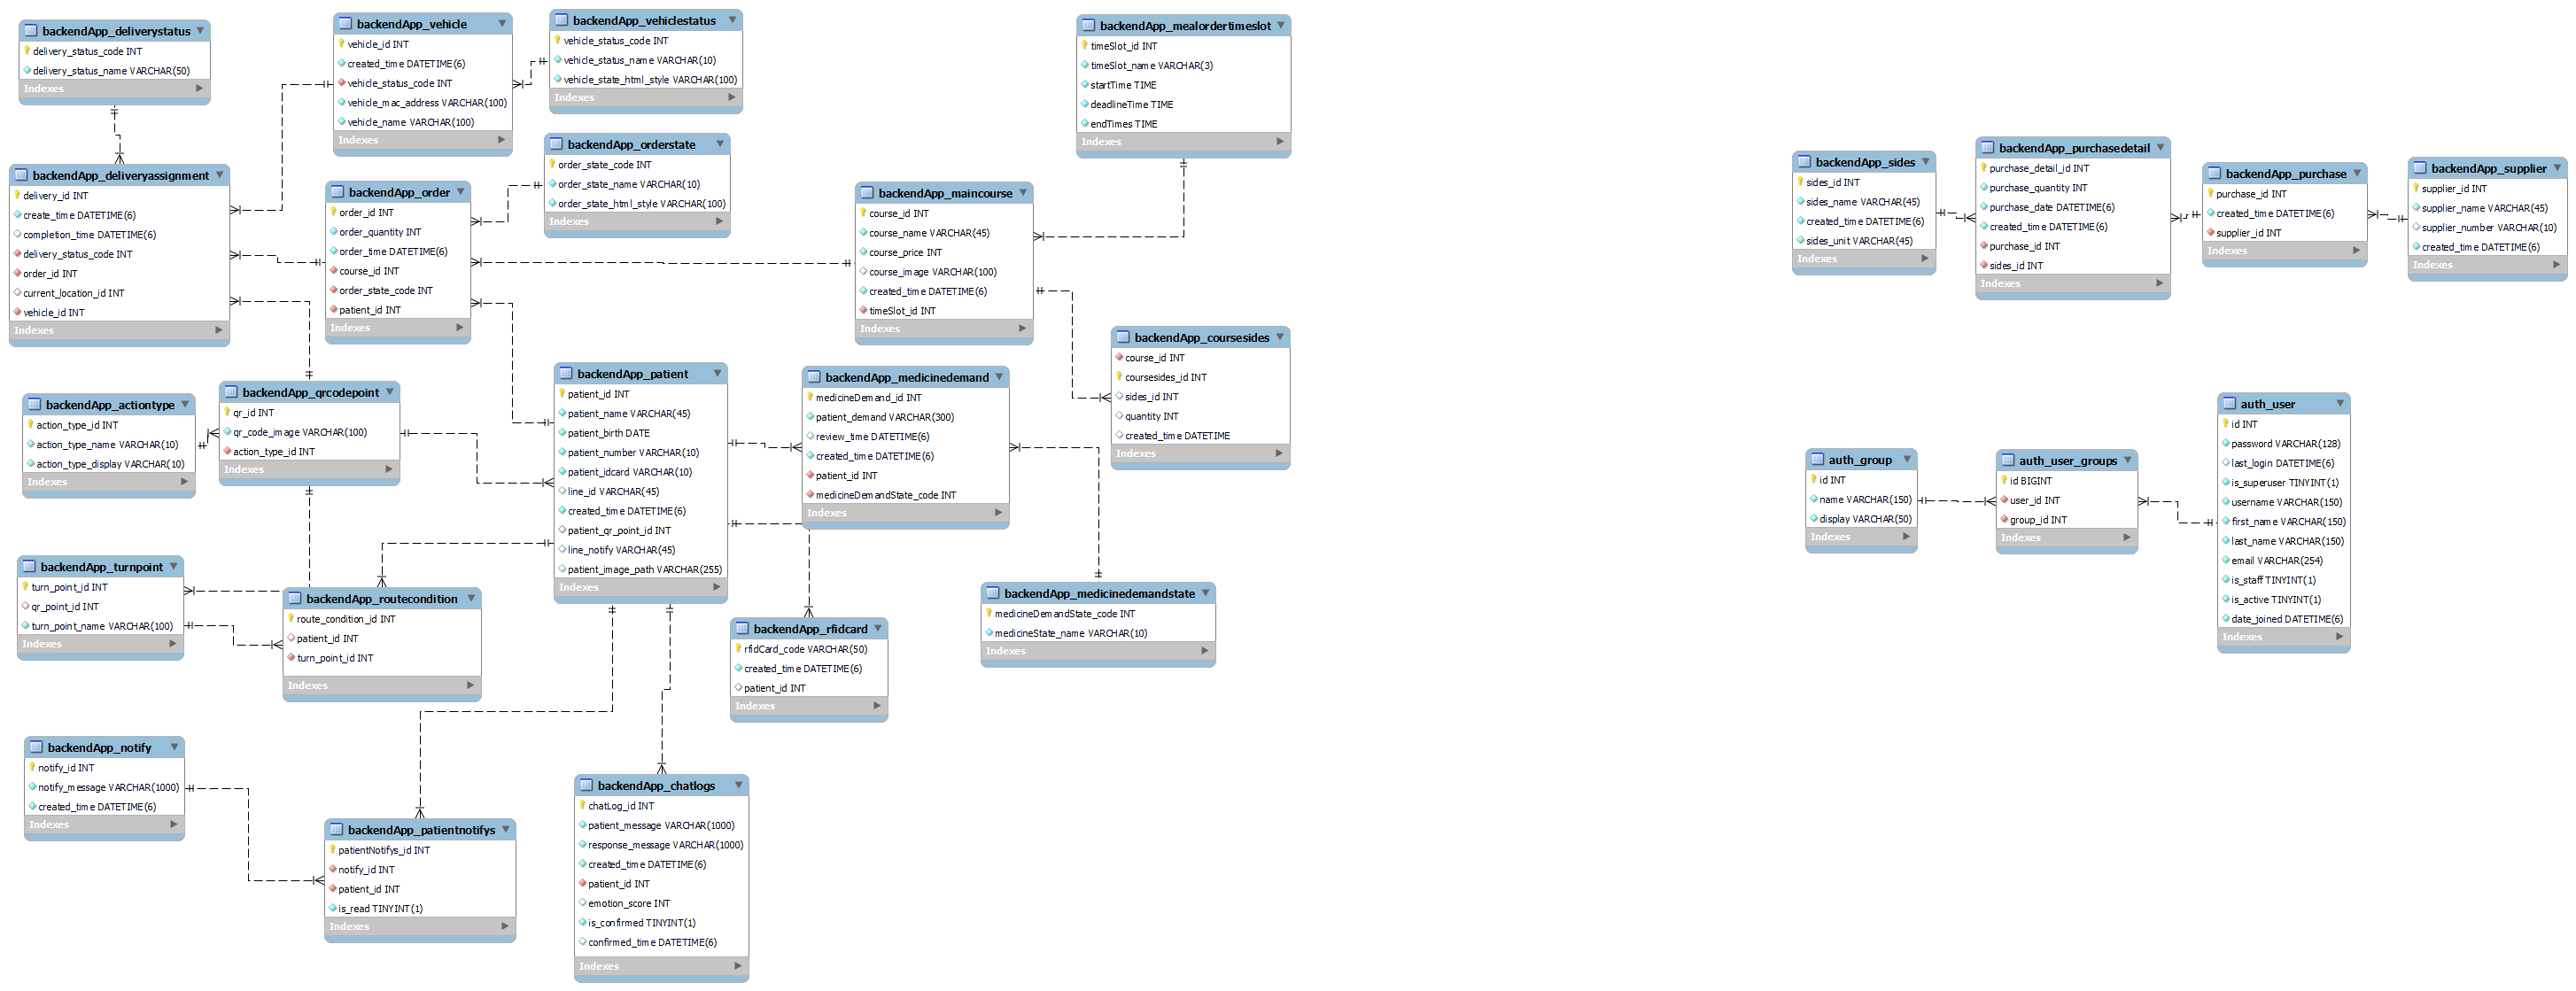 backendApp_deliverystatus
delivery_status_code INT
delivery_status_name VARCHAR(50)
Indexes
backendApp_vehicle
vehicle_id INT
created_time DATETIME(6)
vehicle_status_code INT
vehicle_mac_address VARCHAR(100)
vehicle_name VARCHAR(100)
Indexes
backendApp_vehiclestatus
vehicle_status_code INT
vehicle_status_name VARCHAR(10)
vehicle_state_html_style VARCHAR(100)
Indexes
backendApp_mealordertimeslot
timeSlot_id INT
timeSlot_name VARCHAR(3)
startTime TIME
deadlineTime TIME
endTimes TIME
Indexes
backendApp_deliveryassignment
delivery_id INT
create_time DATETIME(6)
completion_time DATETIME(6)
delivery_status_code INT
order_id INT
current_location_id INT
vehicle_id INT
Indexes
backendApp_order
order_id INT
order_quantity INT
order_time DATETIME(6)
course_id INT
order_state_code INT
patient_id INT
Indexes
backendApp_orderstate
order_state_code INT
order_state_name VARCHAR(10)
order_state_html_style VARCHAR(100)
Indexes
backendApp_maincourse
course_id INT
course_name VARCHAR(45)
course_price INT
course_image VARCHAR(100)
created_time DATETIME(6)
timeSlot_id INT
Indexes
backendApp_sides
sides_id INT
sides_name VARCHAR(45)
created_time DATETIME(6)
sides_unit VARCHAR(45)
Indexes
backendApp_purchasedetail
purchase_detail_id INT
purchase_quantity INT
purchase_date DATETIME(6)
created_time DATETIME(6)
purchase_id INT
sides_id INT
Indexes
backendApp_purchase
purchase_id INT
created_time DATETIME(6)
supplier_id INT
Indexes
backendApp_supplier
supplier_id INT
supplier_name VARCHAR(45)
supplier_number VARCHAR(10)
created_time DATETIME(6)
Indexes
backendApp_coursesides
course_id INT
coursesides_id INT
sides_id INT
quantity INT
created_time DATETIME
Indexes
backendApp_actiontype
action_type_id INT
action_type_name VARCHAR(10)
action_type_display VARCHAR(10)
Indexes
backendApp_qrcodepoint
qr_id INT
qr_code_image VARCHAR(100)
action_type_id INT
Indexes
backendApp_patient
patient_id INT
patient_name VARCHAR(45)
patient_birth DATE
patient_number VARCHAR(10)
patient_idcard VARCHAR(10)
line_id VARCHAR(45)
created_time DATETIME(6)
patient_qr_point_id INT
line_notify VARCHAR(45)
patient_image_path VARCHAR(255)
Indexes
backendApp_medicinedemand
medicineDemand_id INT
patient_demand VARCHAR(300)
review_time DATETIME(6)
created_time DATETIME(6)
patient_id INT
medicineDemandState_code INT
Indexes
auth_group
id INT
name VARCHAR(150)
display VARCHAR(50)
Indexes
auth_user_groups
id BIGINT
user_id INT
group_id INT
Indexes
auth_user
id INT
password VARCHAR(128)
last_login DATETIME(6)
is_superuser TINYINT(1)
username VARCHAR(150)
first_name VARCHAR(150)
last_name VARCHAR(150)
email VARCHAR(254)
is_staff TINYINT(1)
is_active TINYINT(1)
date_joined DATETIME(6)
Indexes
backendApp_turnpoint
turn_point_id INT
qr_point_id INT
turn_point_name VARCHAR(100)
Indexes
backendApp_routecondition
route_condition_id INT
patient_id INT
turn_point_id INT
Indexes
backendApp_rfidcard
rfidCard_code VARCHAR(50)
created_time DATETIME(6)
patient_id INT
Indexes
backendApp_medicinedemandstate
medicineDemandState_code INT
medicineState_name VARCHAR(10)
Indexes
backendApp_notify
notify_id INT
notify_message VARCHAR(1000)
created_time DATETIME(6)
Indexes
backendApp_patientnotifys
patientNotifys_id INT
notify_id INT
patient_id INT
is_read TINYINT(1)
Indexes
backendApp_chatlogs
chatLog_id INT
patient_message VARCHAR(1000)
response_message VARCHAR(1000)
created_time DATETIME(6)
patient_id INT
emotion_score INT
is_confirmed TINYINT(1)
confirmed_time DATETIME(6)
Indexes